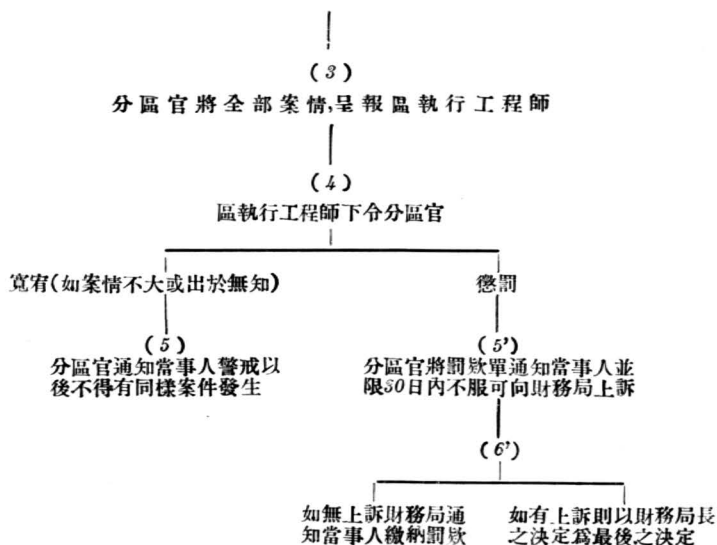 (3)
分區官將全部案情,呈報區執行工程師
(4)
區執行工程師下令分區官
寬宥(如案情不大或出於無知)
懲罰
(5)
分區官通知當事人警戒以
後不得有同樣案件發生
(5')
分區官將罰欵單通知當事人並
限30日內不服可向財務局上訴
(6')
如無上訴財務局通
知當事人繳納罰欵
如有上訴則以財務局長
之決定爲最後之決定